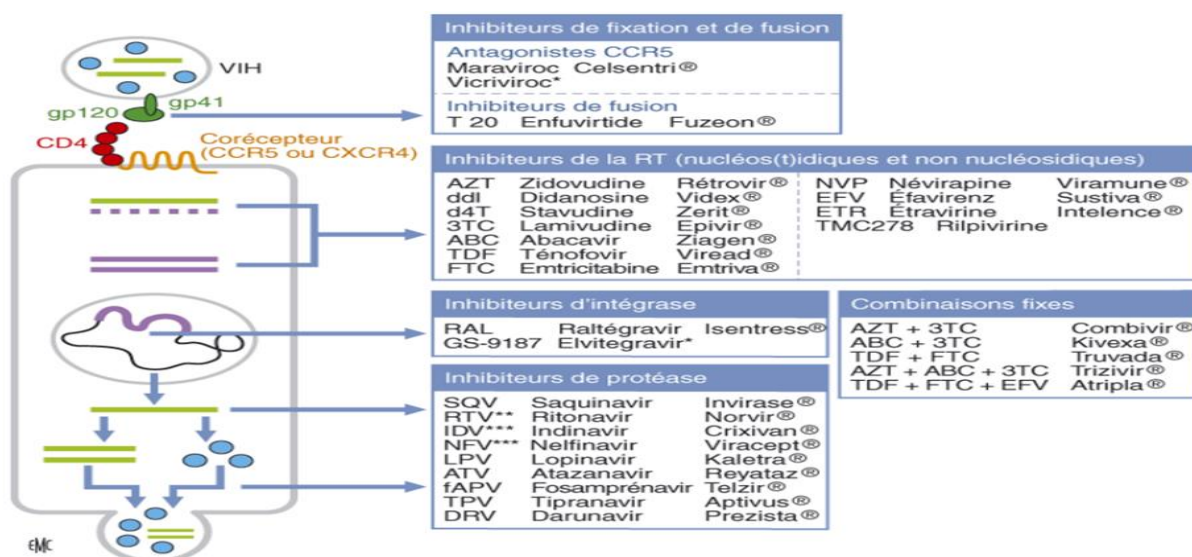 VIH
gp120
gp41
CD4
Corécepteur
(CCR5 ou CXCR4)
Inhibiteurs de fixation et de fusion
Antagonistes CCR5
Maraviroc Celsentri®
Vicriviroc*
Inhibiteurs de fusion
T 20 Enfuvirtide Fuzeon®
Inhibiteurs de la RT (nucléos(t)idiques et non nucléosidiques)
AZT Zidovudine Rétrovir®
ddI Didanosine Videx®
d4T Stavudine Zerit®
3TC Lamivudine Epivir®
ABC Abacavir Ziagen®
TDF Ténofovir Viread®
FTC Emtricitabine Emtriva®
NVP Névirapine Viramune®
EFV Éfavirenz Sustiva®
ETR Étravirine Intelence®
TMC278 Rilpivirine
Inhibiteurs d'intégrase
RAL Raltégravir Isentress®
GS-9187 Elvitegravir*
Combinaisons fixes
AZT + 3TC Combivir®
ABC + 3TC Kivexa®
TDF + FTC Truvada®
AZT + ABC + 3TC Trizivir®
TDF + FTC + EFV Atripla®
Inhibiteurs de protéase
SQV Saquinavir Invirase®
RTV** Ritonavir Norvir®
IDV*** Indinavir Crixivan®
NFV*** Nelfinavir Viracept®
LPV Lopinavir Kaletra®
ATV Atazanavir Reyataz®
fAPV Fosamprénavir Telzir®
TPV Tipranavir Aptivus®
DRV Darunavir Prezista®
EMC